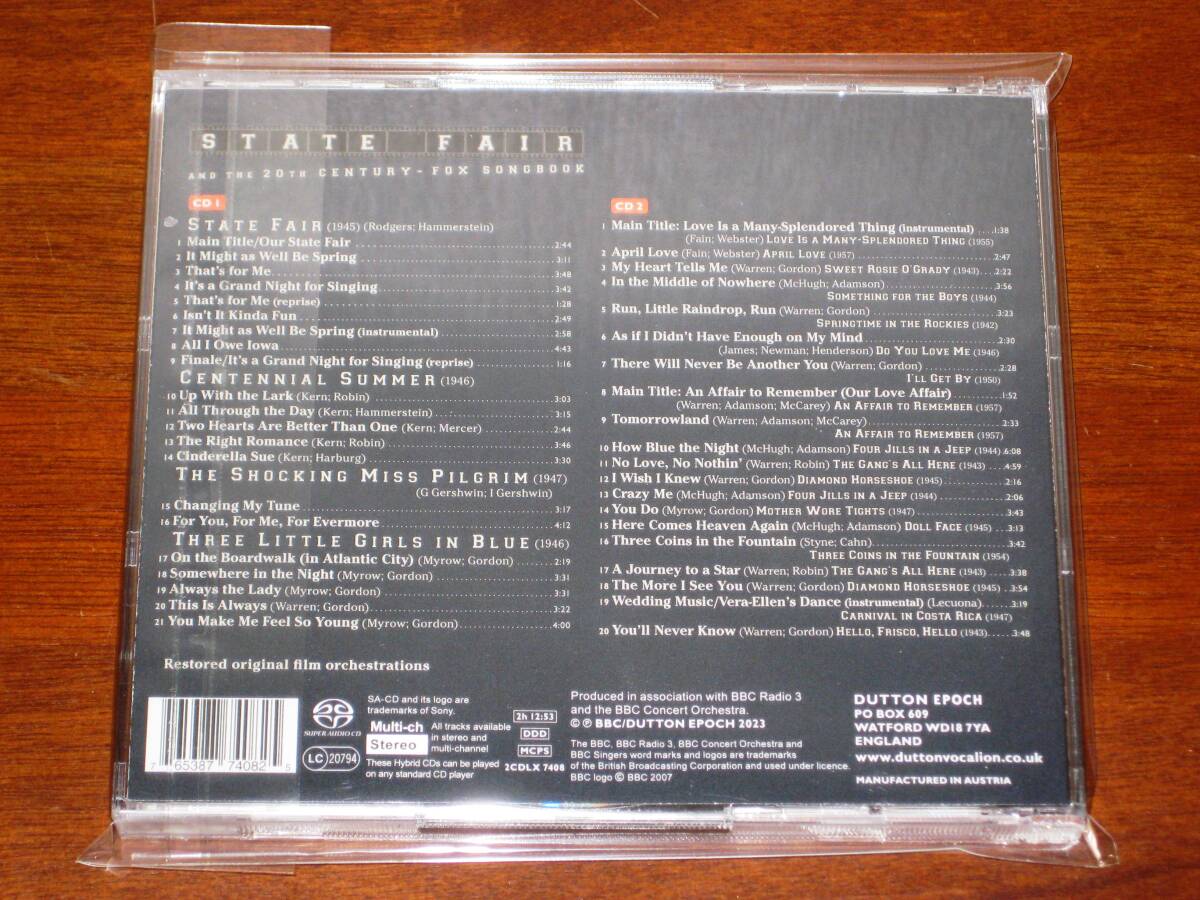 STATE FAIR
AND THE 20TH CENTURY-FOX SONGBOOK
CD 1
STATE FAIR (1945) (Rodgers; Hammerstein)
1 Main Title/Our State Fair 2:44
2 It Might as Well Be Spring 3:11
3 That's for Me 3:48
4 It's a Grand Night for Singing 3:42
5 That's for Me (reprise) 1:28
6 Isn't It Kinda Fun 2:49
7 It Might as Well Be Spring (instrumental) 2:58
8 All I Owe Iowa 4:43
9 Finale/It's a Grand Night for Singing (reprise) 1:16
CENTENNIAL SUMMER (1946)
10 Up With the Lark (Kern; Robin) 3:03
11 All Through the Day (Kern; Hammerstein) 3:15
12 Two Hearts Are Better Than One (Kern; Mercer) 2:44
13 The Right Romance (Kern; Robin) 3:46
14 Cinderella Sue (Kern; Harburg) 3:30
THE SHOCKING MISS PILGRIM (1947)
(G Gershwin; I Gershwin)
15 Changing My Tune 3:17
16 For You, For Me, For Evermore 4:12
THREE LITTLE GIRLS IN BLUE (1946)
17 On the Boardwalk (in Atlantic City) (Myrow; Gordon) 2:19
18 Somewhere in the Night (Myrow; Gordon) 3:31
19 Always the Lady (Myrow; Gordon) 3:31
20 This Is Always (Warren; Gordon) 3:22
21 You Make Me Feel So Young (Myrow; Gordon) 4:00
CD 2
1 Main Title: Love Is a Many-Splendored Thing (instrumental) 1:38
(Fain; Webster) LOVE IS A MANY-SPLENDORED THING (1955)
2 April Love (Fain; Webster) APRIL LOVE (1957) 2:47
3 My Heart Tells Me (Warren; Gordon) SWEET ROSIE O'GRADY (1943) 2:22
4 In the Middle of Nowhere (McHugh; Adamson) 3:56
SOMETHING FOR THE BOYS (1944)
5 Run, Little Raindrop, Run (Warren; Gordon) 3:23
SPRINGTIME IN THE ROCKIES (1942)
6 As if I Didn't Have Enough on My Mind 2:30
(James; Newman; Henderson) DO YOU LOVE ME (1946)
7 There Will Never Be Another You (Warren; Gordon) 2:28
I'LL GET BY (1950)
8 Main Title: An Affair to Remember (Our Love Affair) 1:52
(Warren; Adamson; McCarey) AN AFFAIR TO REMEMBER (1957)
9 Tomorrowland (Warren; Adamson; McCarey) 2:33
AN AFFAIR TO REMEMBER (1957)
10 How Blue the Night (McHugh; Adamson) FOUR JILLS IN A JEEP (1944) 6:08
11 No Love, No Nothin' (Warren; Robin) THE GANG'S ALL HERE (1943) 4:59
12 I Wish I Knew (Warren; Gordon) DIAMOND HORSESHOE (1945) 2:16
13 Crazy Me (McHugh; Adamson) FOUR JILLS IN A JEEP (1944) 2:06
14 You Do (Myrow; Gordon) MOTHER WORE TIGHTS (1947) 3:43
15 Here Comes Heaven Again (McHugh; Adamson) DOLL FACE (1945) 3:13
16 Three Coins in the Fountain (Styne; Cahn) 3:42
THREE COINS IN THE FOUNTAIN (1954)
17 A Journey to a Star (Warren; Robin) THE GANG'S ALL HERE (1943) 3:38
18 The More I See You (Warren; Gordon) DIAMOND HORSESHOE (1945) 3:54
19 Wedding Music/Vera-Ellen's Dance (instrumental) (Lecuona) 3:19
CARNIVAL IN COSTA RICA (1947)
20 You'll Never Know (Warren; Gordon) HELLO, FRISCO, HELLO (1943) 3:48
Restored original film orchestrations
7 65387 74082 5
SUPER AUDIO CD
LC 20794
SA-CD and its logo are
trademarks of Sony.
Multi-ch
Stereo
All tracks available
in stereo and
multi-channel
These Hybrid CDs can be played
on any standard CD player
2h 12:53
DDD
MCPS
2CDLX 7408
Produced in association with BBC Radio 3
and the BBC Concert Orchestra.
© ℗ BBC/DUTTON EPOCH 2023
The BBC, BBC Radio 3, BBC Concert Orchestra and
BBC Singers word marks and logos are trademarks
of the British Broadcasting Corporation and used under licence.
BBC logo © BBC 2007
DUTTON EPOCH
PO BOX 609
WATFORD WD18 7YA
ENGLAND
www.duttonvocalion.co.uk
MANUFACTURED IN AUSTRIA